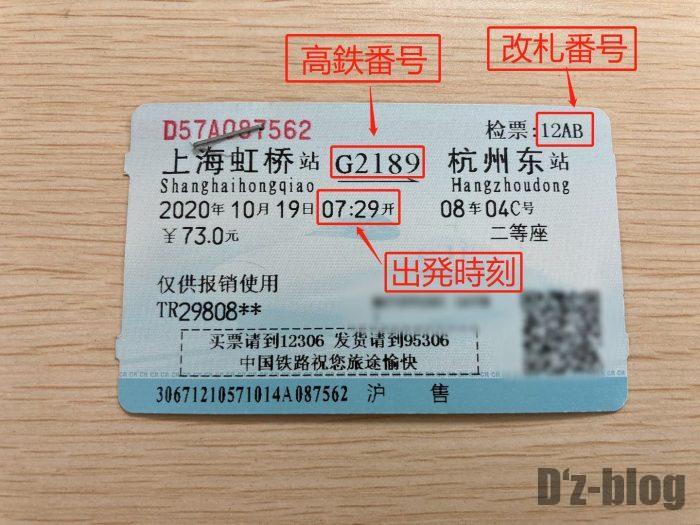 高鉄番号
改札番号
D57A087562
检票:12AB
上海虹桥站 G2189 杭州东站
Shanghaihongqiao Hangzhoudong
2020年10月19日07:29开 08车04C号
￥73.0元 二等座
出発時刻
仅供报销使用
TR29808**
买票请到12306 发货请到95306
中国铁路祝您旅途愉快
30671210571014A087562 沪 售
D'z-blog